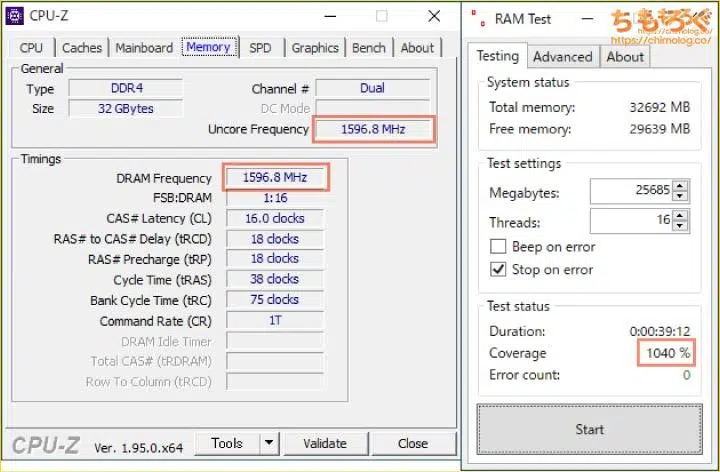 CPU-Z
CPU Caches Mainboard Memory SPD Graphics Bench About
General
Type DDR4 Channel # Dual
Size 32 GBytes DC Mode
Uncore Frequency 1596.8 MHz
Timings
DRAM Frequency 1596.8 MHz
FSB:DRAM 1:16
CAS# Latency (CL) 16.0 clocks
RAS# to CAS# Delay (tRCD) 18 clocks
RAS# Precharge (tRP) 18 clocks
Cycle Time (tRAS) 38 clocks
Bank Cycle Time (tRC) 75 clocks
Command Rate (CR) 1T
DRAM Idle Timer
Total CAS# (tRDRAM)
Row To Column (tRCD)
CPU-Z Ver. 1.95.0.x64 Tools Validate Close
RAM Test
ちもろぐ
https://chimolog.co/
Testing Advanced About
System status
Total memory: 32692 MB
Free memory: 29639 MB
Test settings
Megabytes: 25685
Threads: 16
Beep on error
Stop on error
Test status
Duration: 0:00:39:12
Coverage 1040 %
Error count: 0
Start